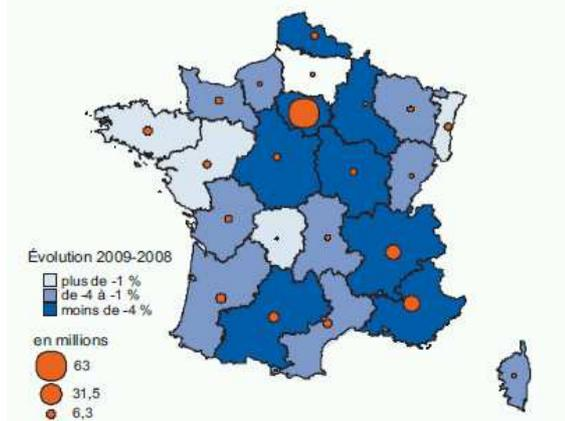 Évolution 2009-2008
plus de -1 %
de -4 à -1 %
moins de -4 %
en millions
63
31,5
6,3